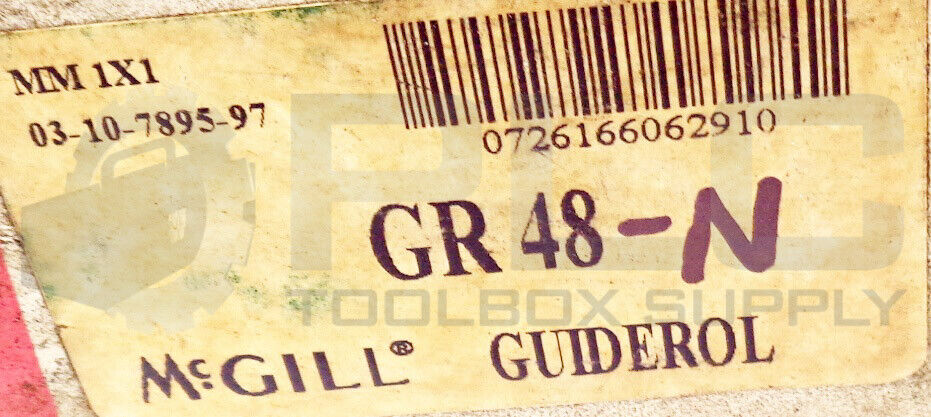 MM 1X1
03-10-7895-97
0726166062910
GR 48-N
PLC
TOOLBOX SUPPLY
McGILL® GUIDEROL